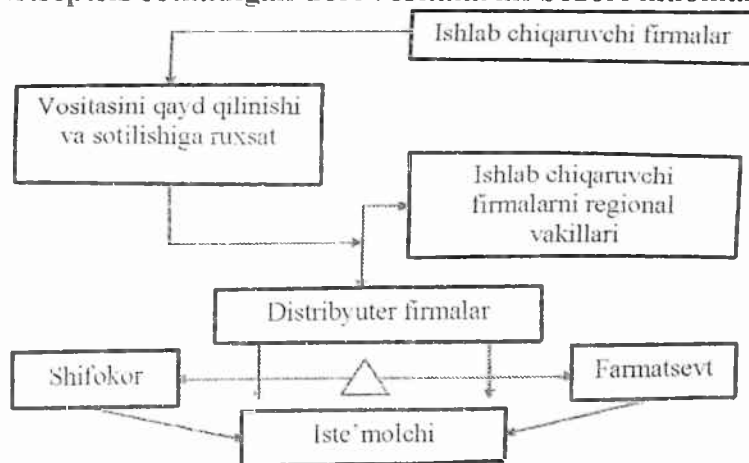 Ishlab chiqaruvchi firmalar
Vositasini qayd qilinishi
va sotilishiga ruxsat
Ishlab chiqaruvchi
firmalarni regional
vakillari
Distribyuter firmalar
Shifokor
Farmatsevt
Iste’molchi